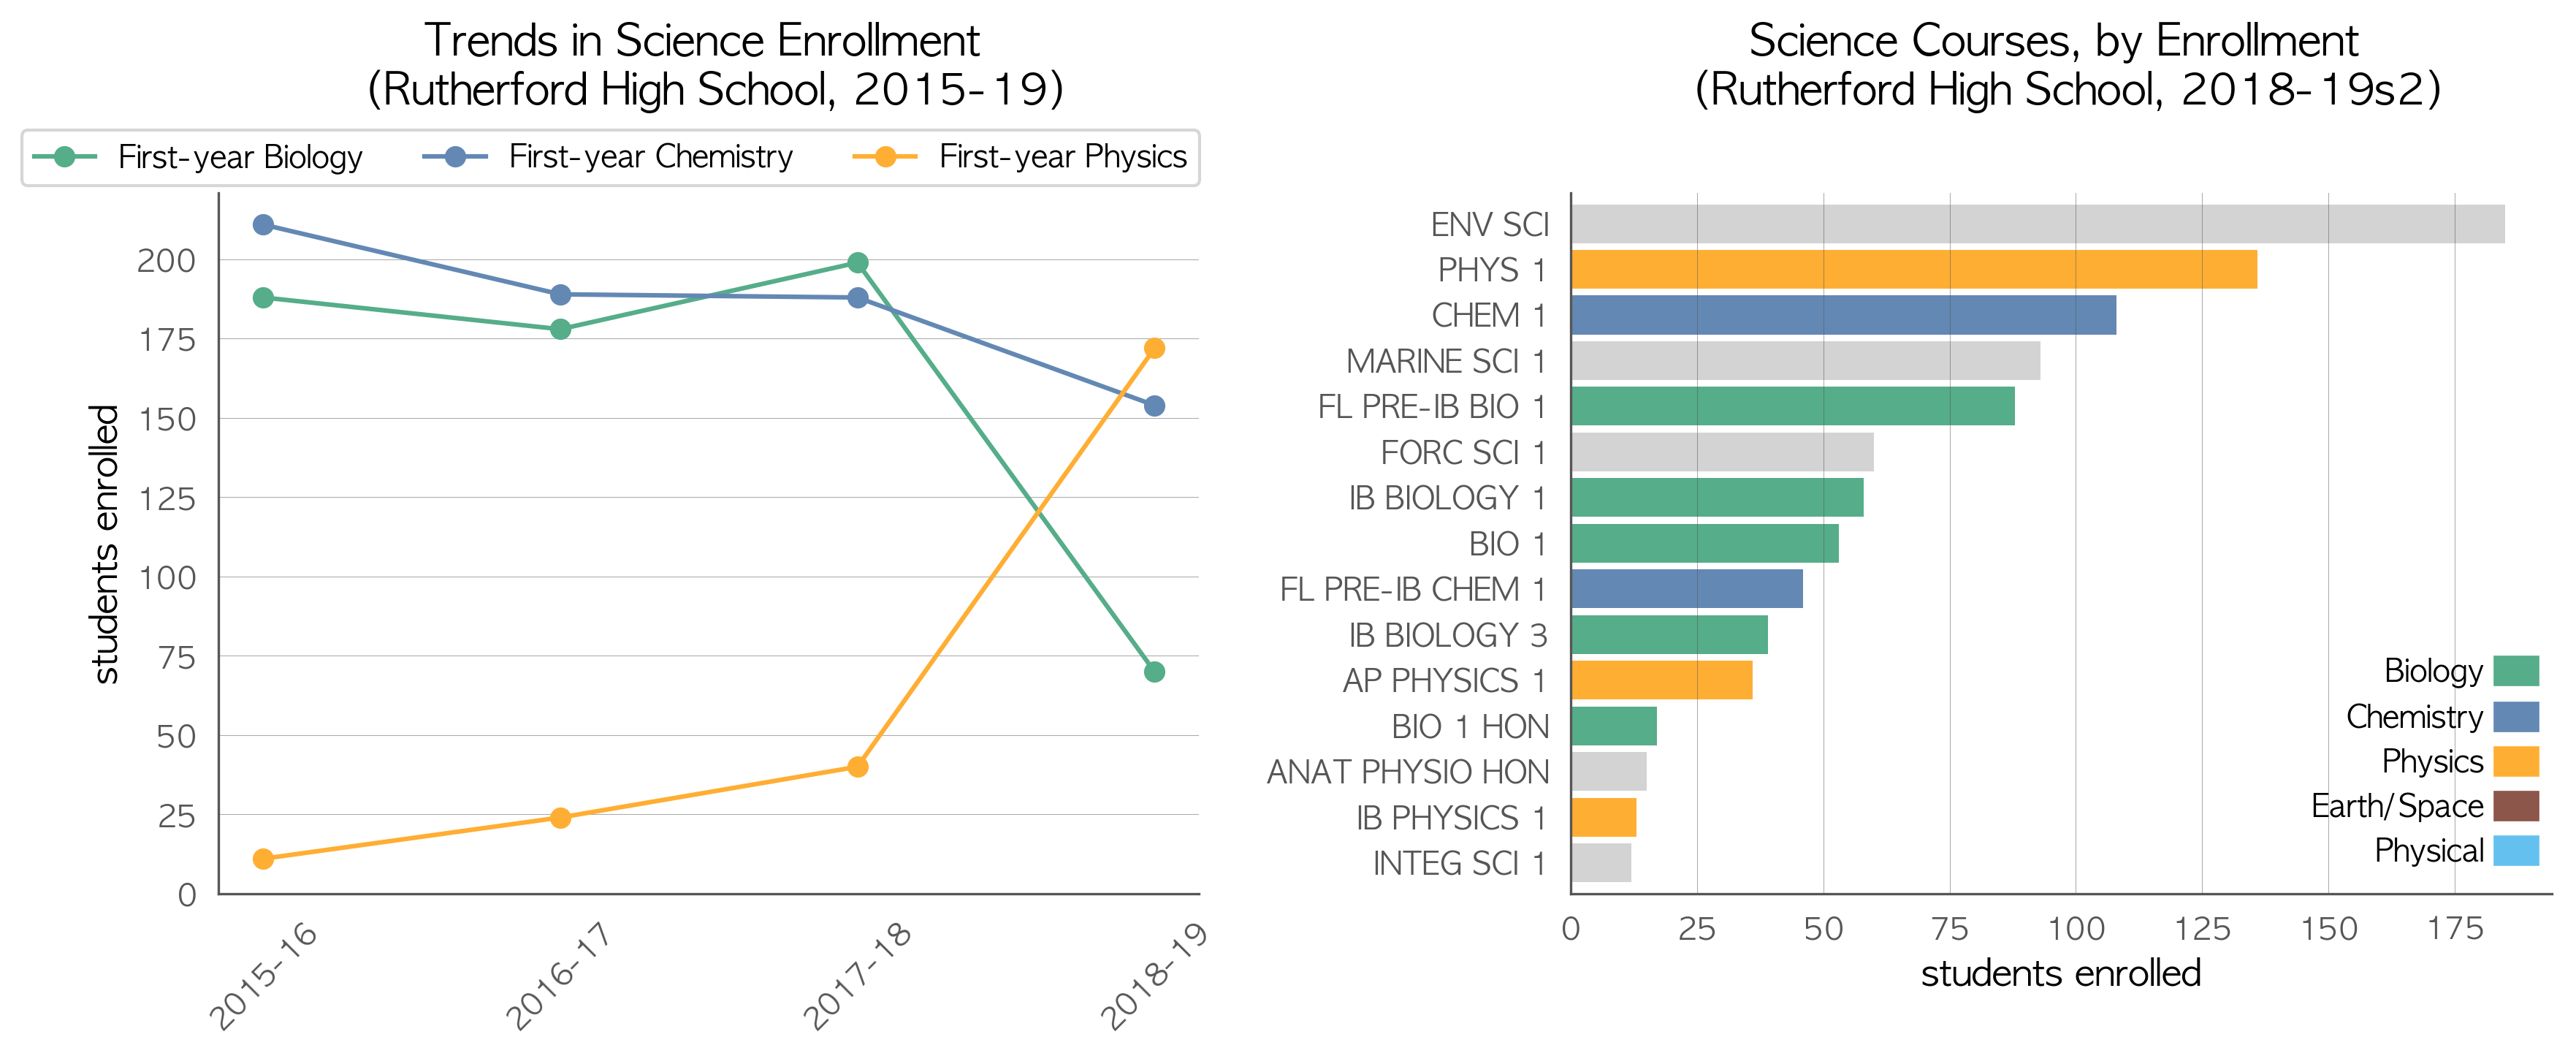 Trends in Science Enrollment
(Rutherford High School, 2015-19)
First-year Biology
First-year Chemistry
First-year Physics
students enrolled
200
175
150
125
100
75
50
25
0
2015-16
2016-17
2017-18
2018-19
Science Courses, by Enrollment
(Rutherford High School, 2018-19s2)
ENV SCI
PHYS 1
CHEM 1
MARINE SCI 1
FL PRE-IB BIO 1
FORC SCI 1
IB BIOLOGY 1
BIO 1
FL PRE-IB CHEM 1
IB BIOLOGY 3
AP PHYSICS 1
BIO 1 HON
ANAT PHYSIO HON
IB PHYSICS 1
INTEG SCI 1
Biology
Chemistry
Physics
Earth/Space
Physical
0
25
50
75
100
125
150
175
students enrolled